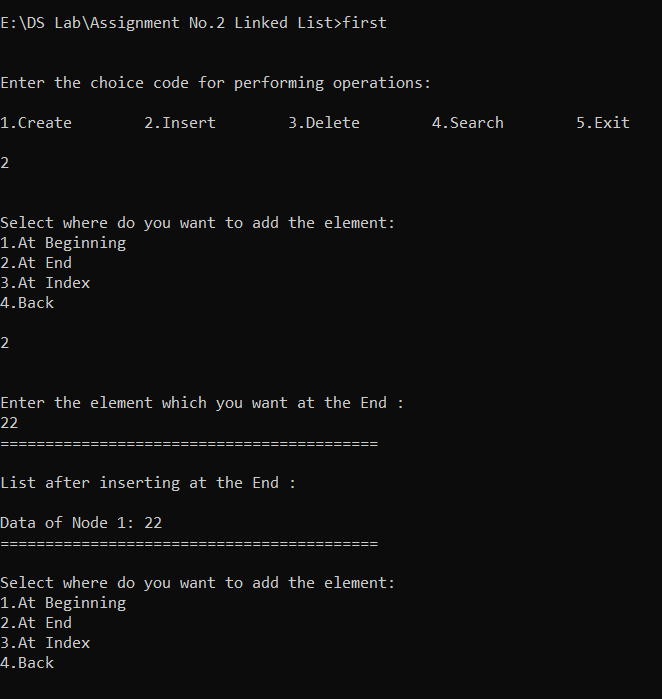 E:\DS Lab\Assignment No.2 Linked List>first
Enter the choice code for performing operations:
1.Create        2.Insert        3.Delete        4.Search        5.Exit
2
Select where do you want to add the element:
1.At Beginning
2.At End
3.At Index
4.Back
2
Enter the element which you want at the End :
22
==========================================
List after inserting at the End :
Data of Node 1: 22
==========================================
Select where do you want to add the element:
1.At Beginning
2.At End
3.At Index
4.Back